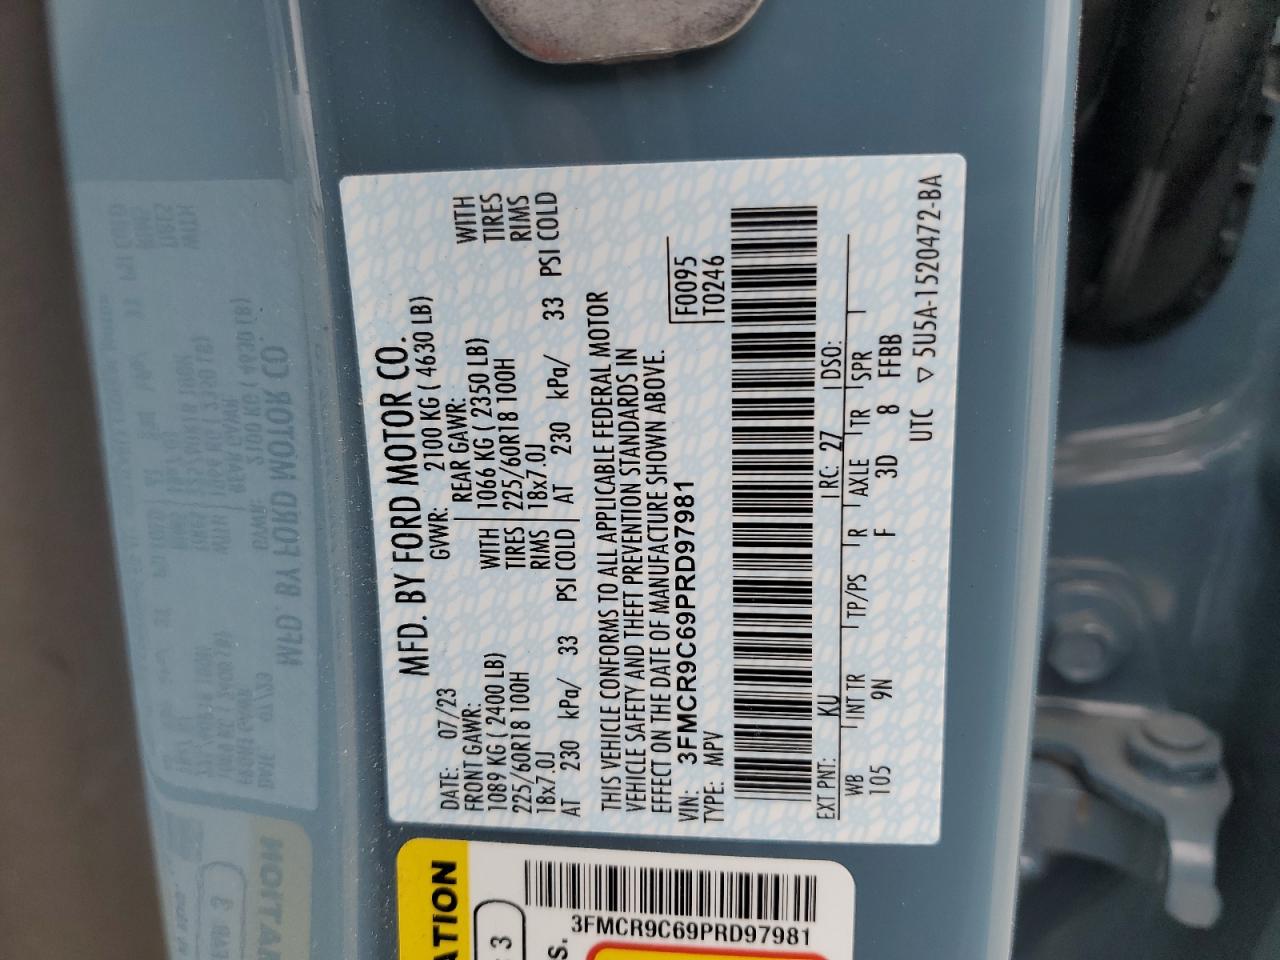 MFD. BY FORD MOTOR CO.
DATE: 07/23 GVWR: 2100 KG ( 4630 LB)
FRONT GAWR: REAR GAWR:
1089 KG ( 2400 LB) WITH 1066 KG ( 2350 LB) WITH
225/60R18 100H TIRES 225/60R18 100H TIRES
18x7.0J RIMS 18x7.0J RIMS
AT 230 kPa/ 33 PSI COLD AT 230 kPa/ 33 PSI COLD
THIS VEHICLE CONFORMS TO ALL APPLICABLE FEDERAL MOTOR
VEHICLE SAFETY AND THEFT PREVENTION STANDARDS IN
EFFECT ON THE DATE OF MANUFACTURE SHOWN ABOVE.
VIN: 3FMCR9C69PRD97981 F0095
TYPE: MPV T0246
EXT PNT: KU RC: 27 DSO:
WB INT TR TP/PS R AXLE TR SPR
105 9N F 3D 8 FFBB
UTC ▽ 5U5A-1520472-BA
ATION
3
s.
3FMCR9C69PRD97981